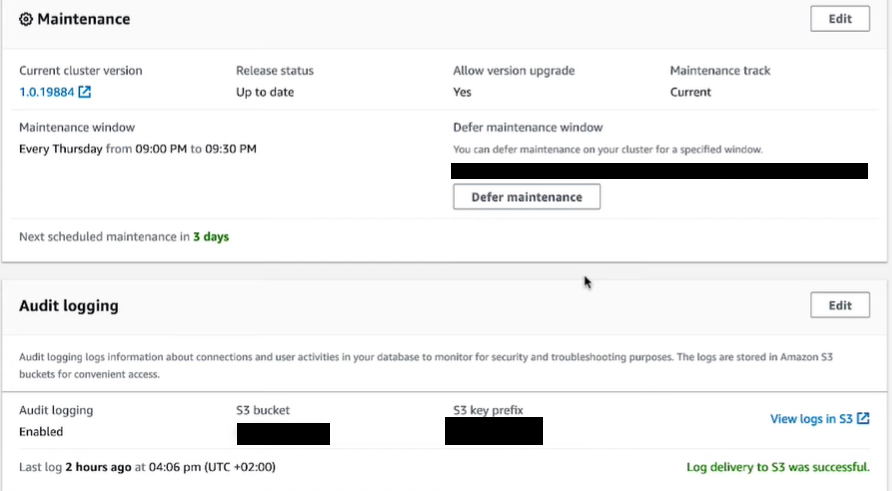 Maintenance
Edit
Current cluster version
Release status
Allow version upgrade
Maintenance track
1.0.19884
Up to date
Yes
Current
Maintenance window
Defer maintenance window
Every Thursday from 09:00 PM to 09:30 PM
You can defer maintenance on your cluster for a specified window.
Defer maintenance
Next scheduled maintenance in 3 days
Audit logging
Edit
Audit logging logs information about connections and user activities in your database to monitor for security and troubleshooting purposes. The logs are stored in Amazon S3
buckets for convenient access.
Audit logging
S3 bucket
S3 key prefix
View logs in S3
Enabled
Last log 2 hours ago at 04:06 pm (UTC +02:00)
Log delivery to S3 was successful.